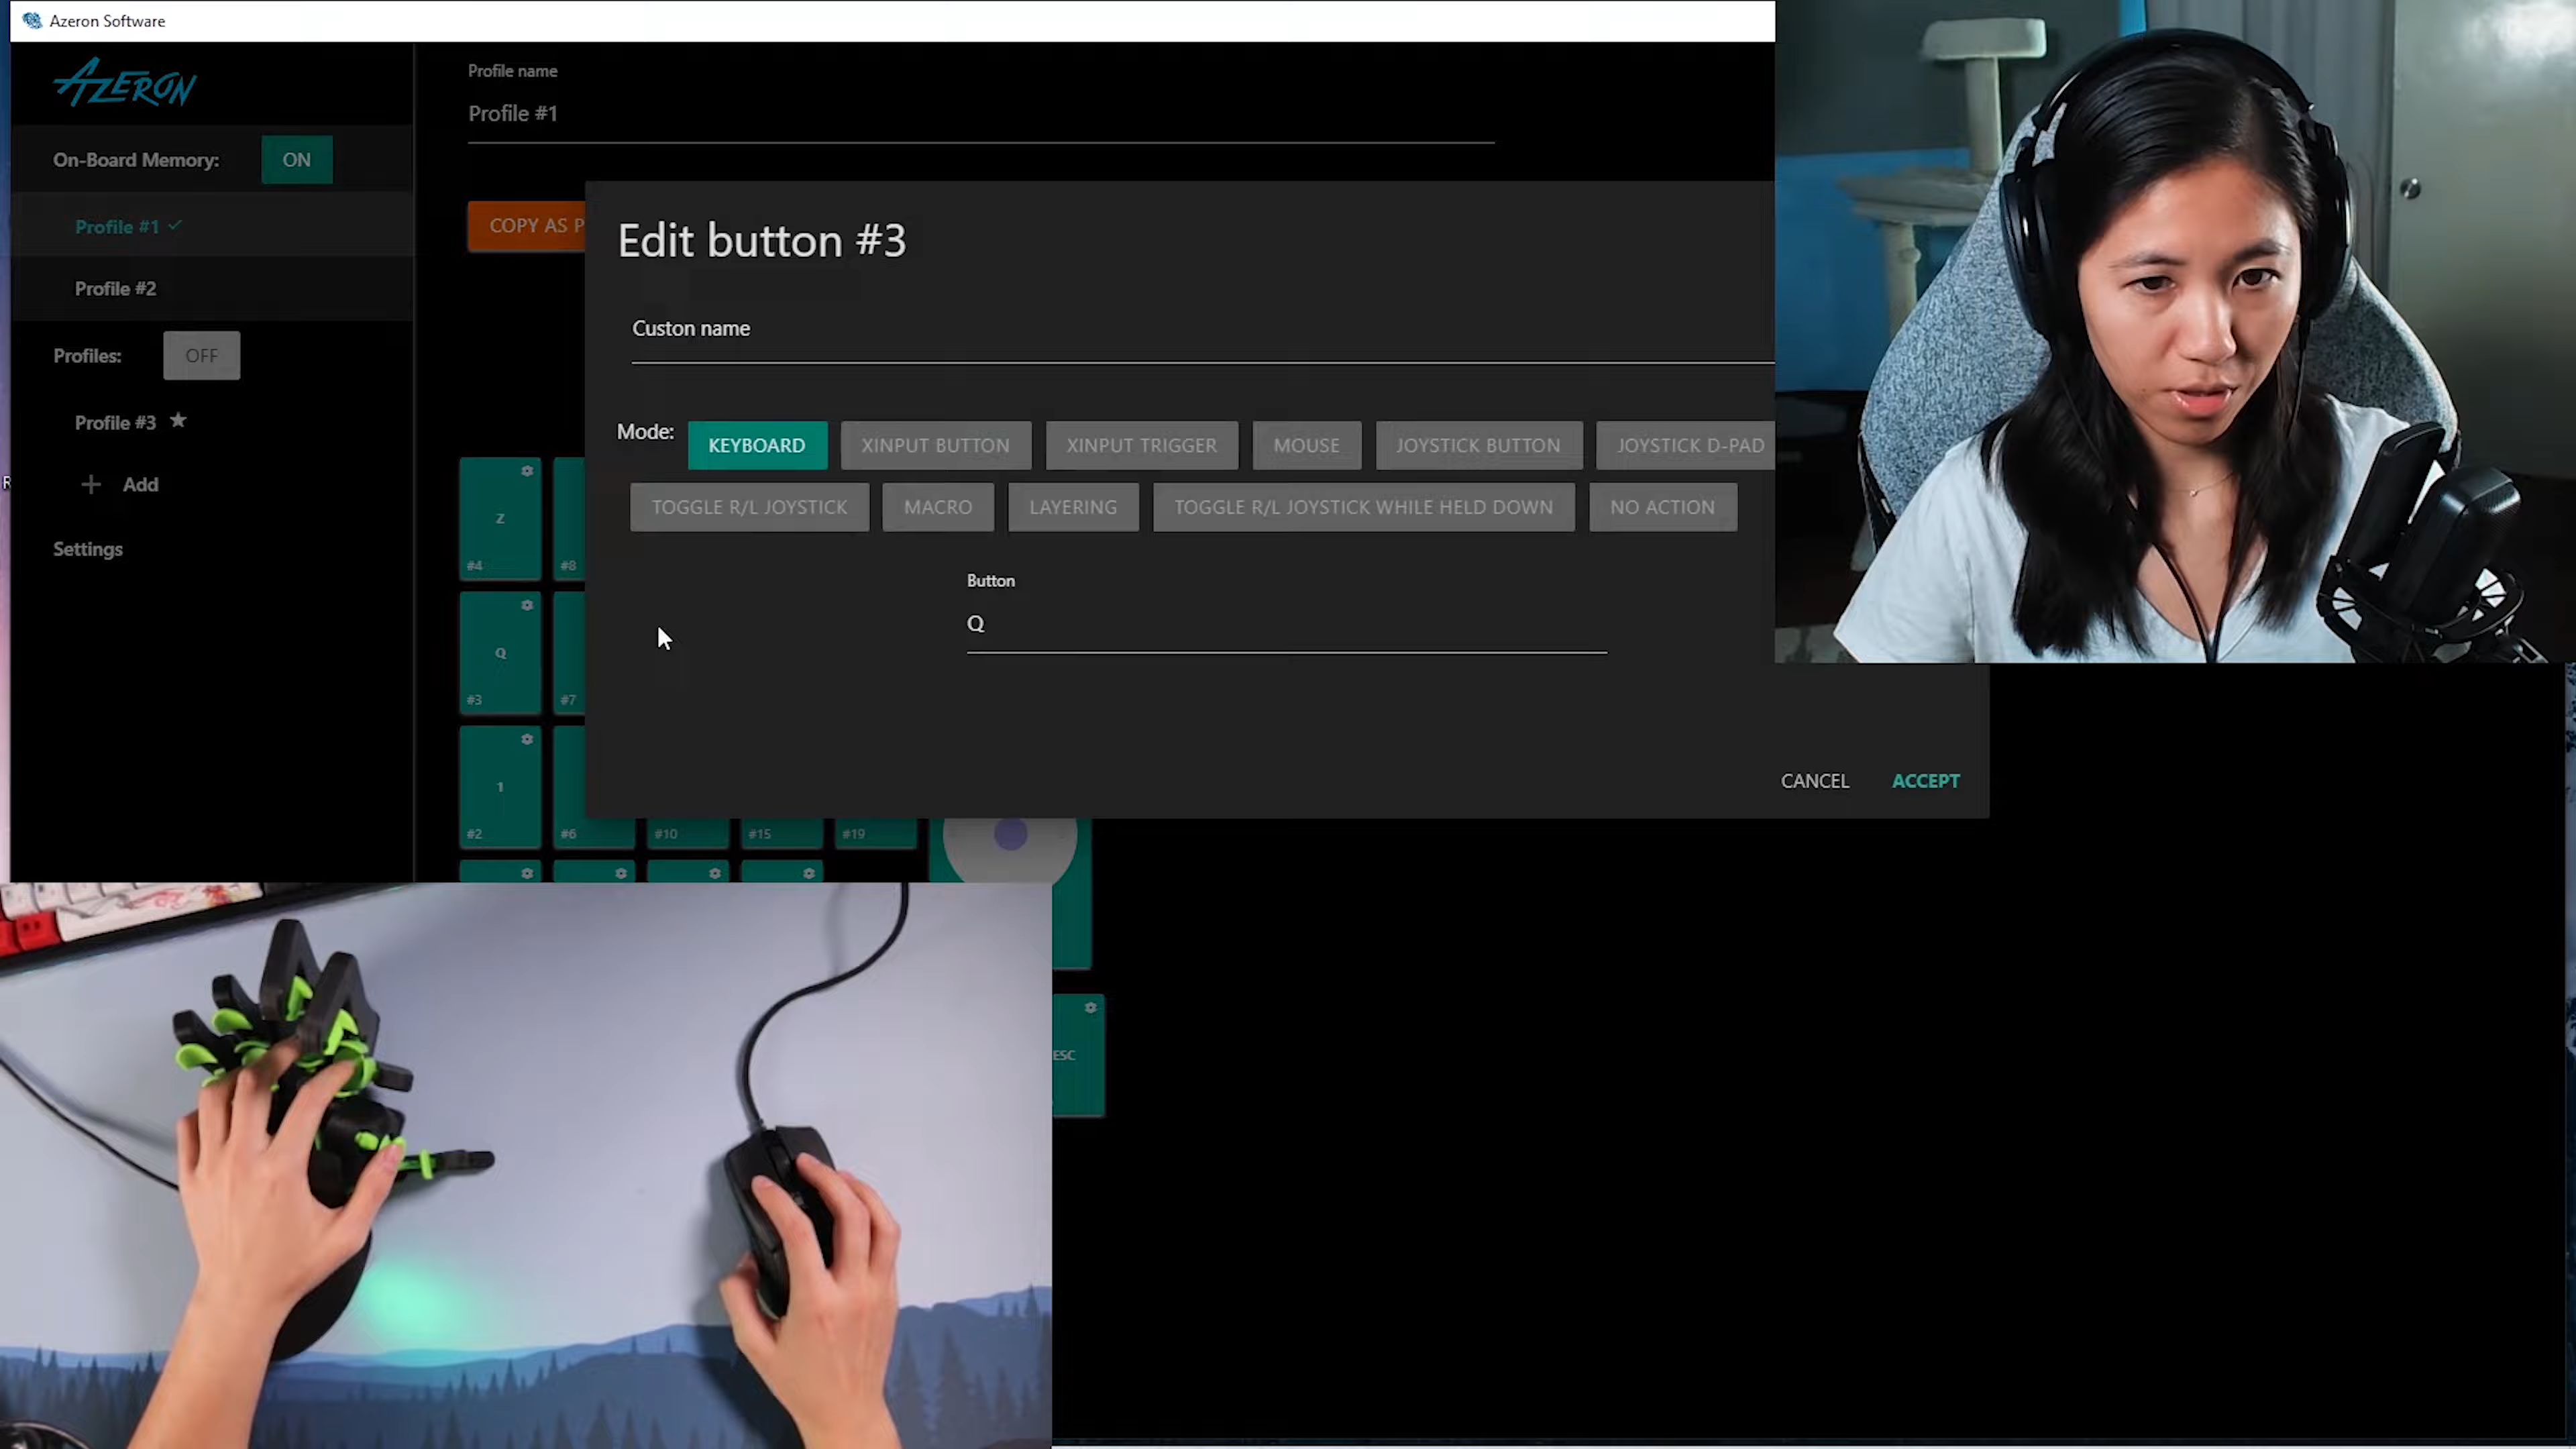 Azeron Software
AZERON
On-Board Memory: ON
Profile #1
Profile #2
Profiles: OFF
Profile #3
Add
Settings
Profile name
Profile #1
COPY AS P
Edit button #3
Custon name
Mode: KEYBOARD XINPUT BUTTON XINPUT TRIGGER MOUSE JOYSTICK BUTTON JOYSTICK D-PAD
TOGGLE R/L JOYSTICK MACRO LAYERING TOGGLE R/L JOYSTICK WHILE HELD DOWN NO ACTION
Button
Q
CANCEL ACCEPT
Z
#4 #8
Q
#3 #7
1
#2 #6 #10 #15 #19
ESC
R